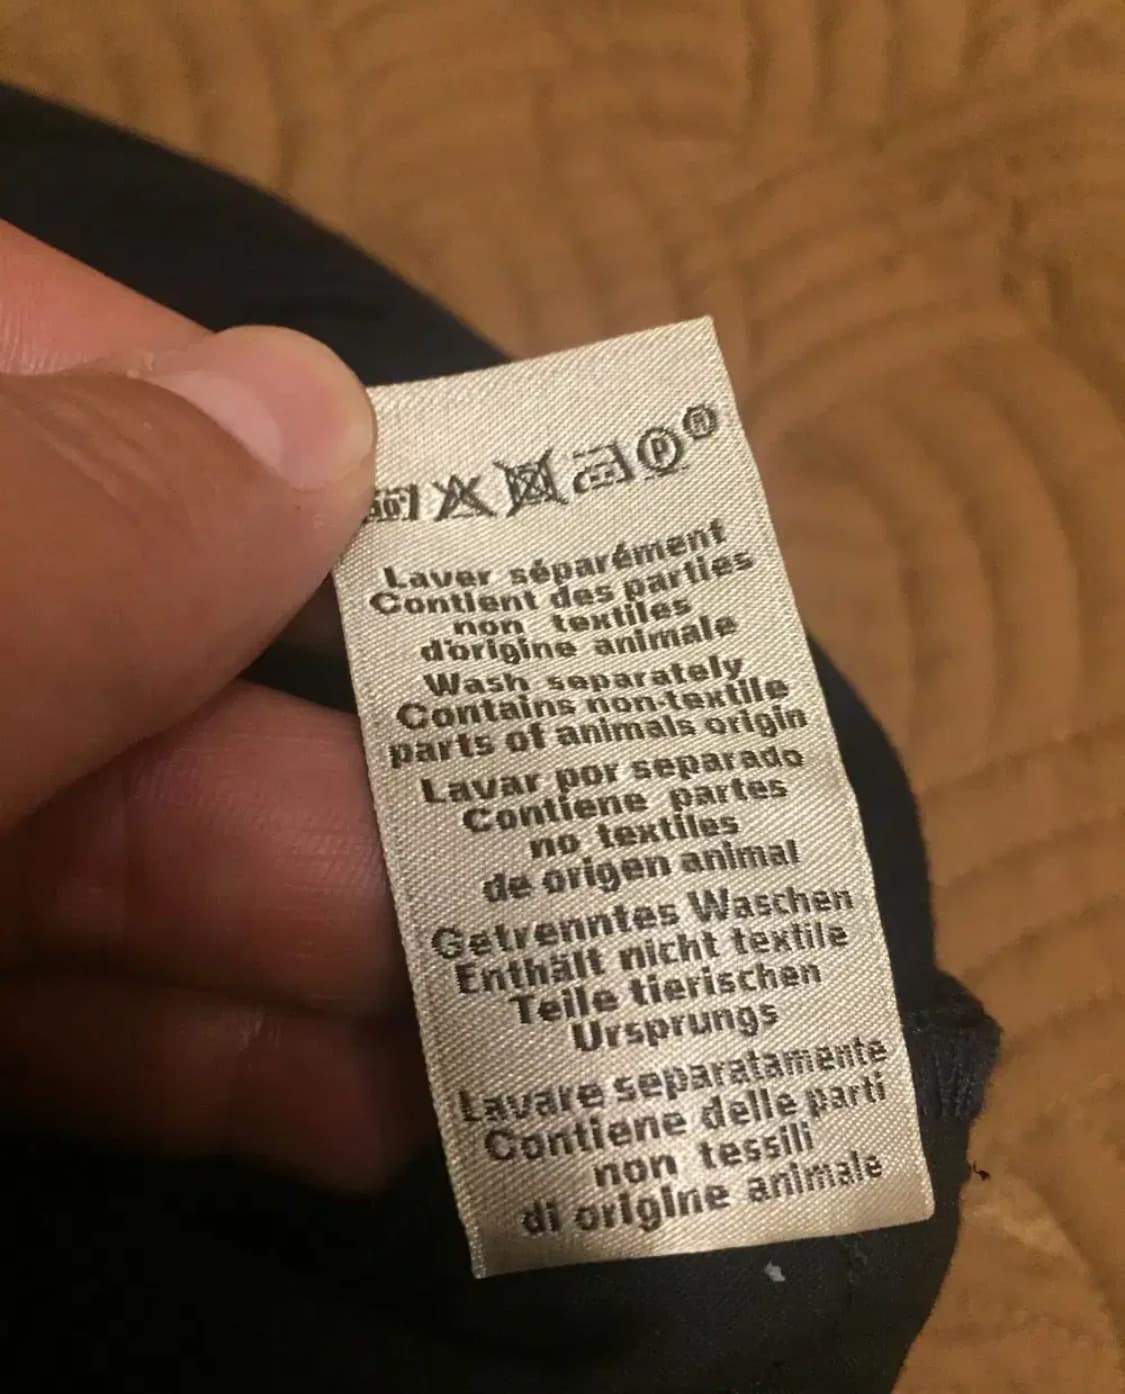 Ⓟ®
Laver séparément
Contient des parties
non textiles
d'origine animale
Wash separately
Contains non-textile
parts of animals origin
Lavar por separado
Contiene partes
no textiles
de origen animal
Getrenntes Waschen
Enthält nicht textile
Teile tierischen
Ursprungs
Lavare separatamente
Contiene delle parti
non tessili
di origine animale